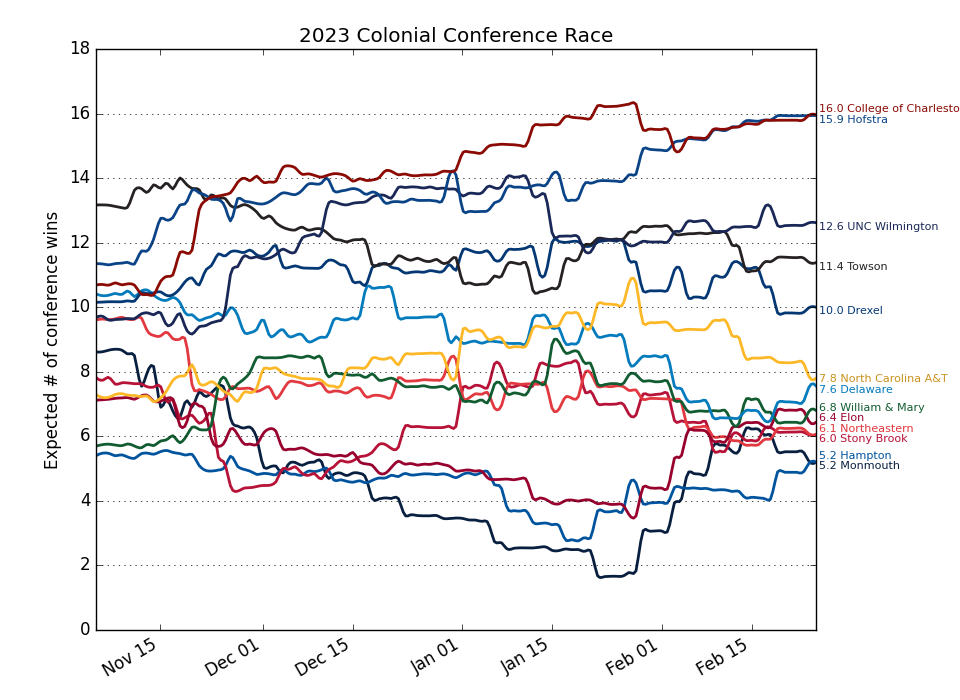 2023 Colonial Conference Race
Expected # of conference wins
18
16
14
12
10
8
6
4
2
0
Nov 15
Dec 01
Dec 15
Jan 01
Jan 15
Feb 01
Feb 15
16.0 College of Charlesto
15.9 Hofstra
12.6 UNC Wilmington
11.4 Towson
10.0 Drexel
7.8 North Carolina A&T
7.6 Delaware
6.8 William & Mary
6.4 Elon
6.1 Northeastern
6.0 Stony Brook
5.2 Hampton
5.2 Monmouth